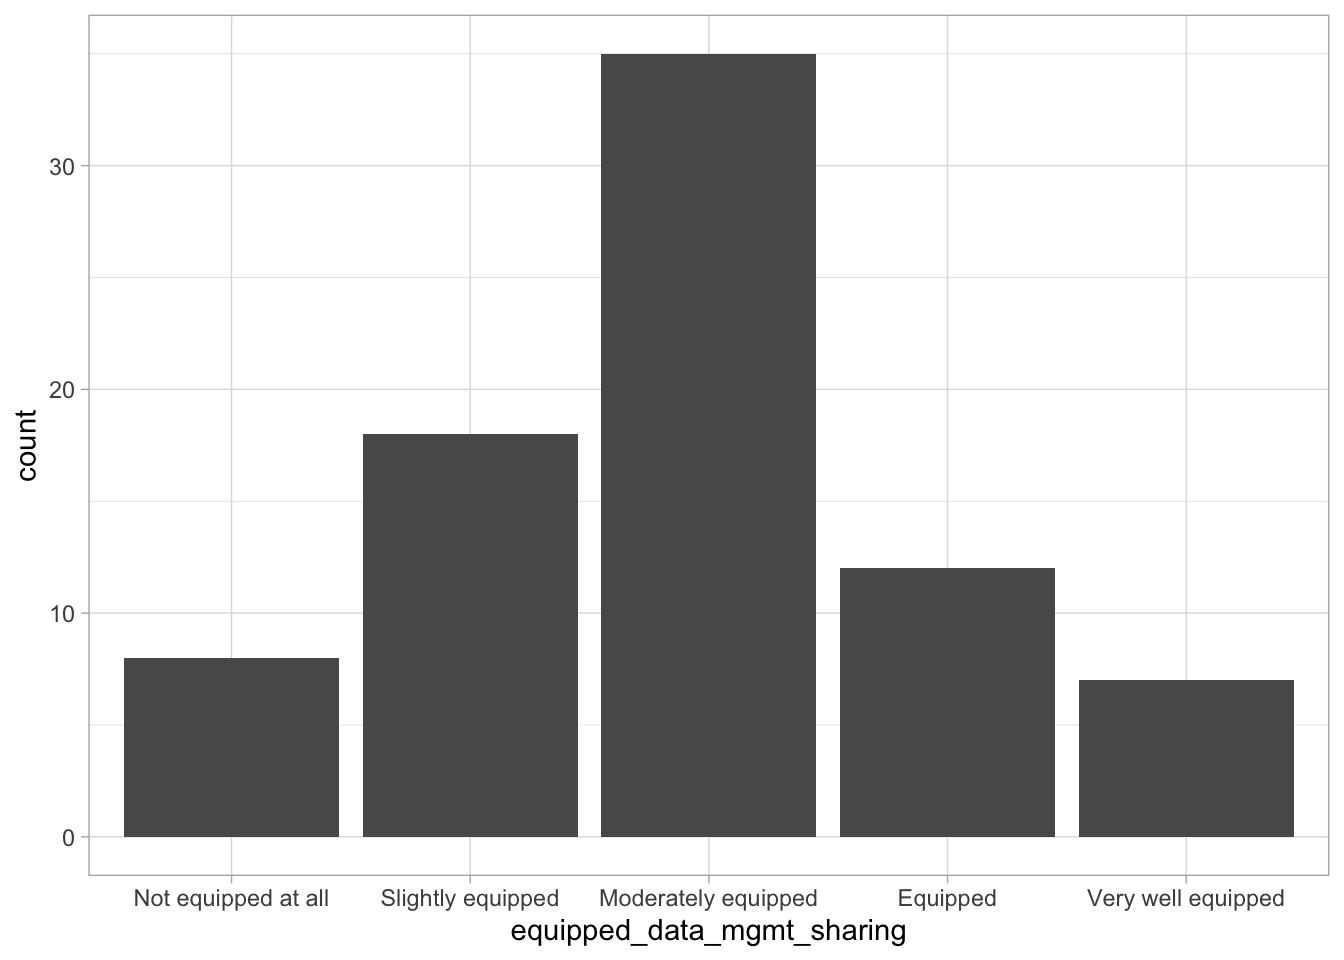 30
20
10
0
count
Not equipped at all
Slightly equipped
Moderately equipped
Equipped
Very well equipped
equipped_data_mgmt_sharing